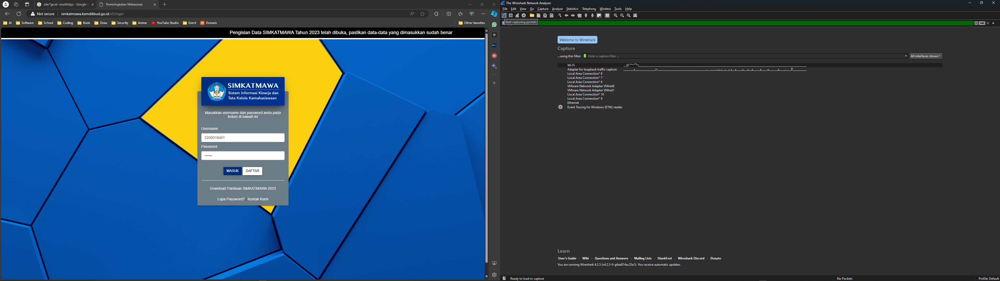 site:*go.id -inurl:https - Google S
Pemeringkatan Mahasiswa
Not secure
simkatmawa.kemdikbud.go.id/v5/login
AI
Software
School
Coding
Book
Draw
Security
Anime
YouTube Studio
Event
Domain
Other favorites
Pengisian Data SIMKATMAWA Tahun 2023 telah dibuka, pastikan data-data yang dimasukkan sudah benar
SIMKATMAWA
Sistem Informasi Kinerja dan
Tata Kelola Kemahasiswaan
Masukkan username dan password anda pada
kolom di bawah ini
Username
2200018401
Password
••••••
MASUK
DAFTAR
Download Panduan SIMKATMAWA 2023
Lupa Password? | Kontak Kami
The Wireshark Network Analyzer
File Edit View Go Capture Analyze Statistics Telephony Wireless Tools Help
Start capturing packets
Welcome to Wireshark
Capture
...using this filter:
Enter a capture filter ...
All interfaces shown
Wi-Fi
Adapter for loopback traffic capture
Local Area Connection* 8
Local Area Connection* 7
Local Area Connection* 6
VMware Network Adapter VMnet8
VMware Network Adapter VMnet1
Local Area Connection* 10
Local Area Connection* 9
Ethernet
Event Tracing for Windows (ETW) reader
Learn
User's Guide · Wiki · Questions and Answers · Mailing Lists · SharkFest · Wireshark Discord · Donate
You are running Wireshark 4.2.5 (v4.2.5-0-g4aa814ac25a1). You receive automatic updates.
Ready to load or capture
No Packets
Profile: Default